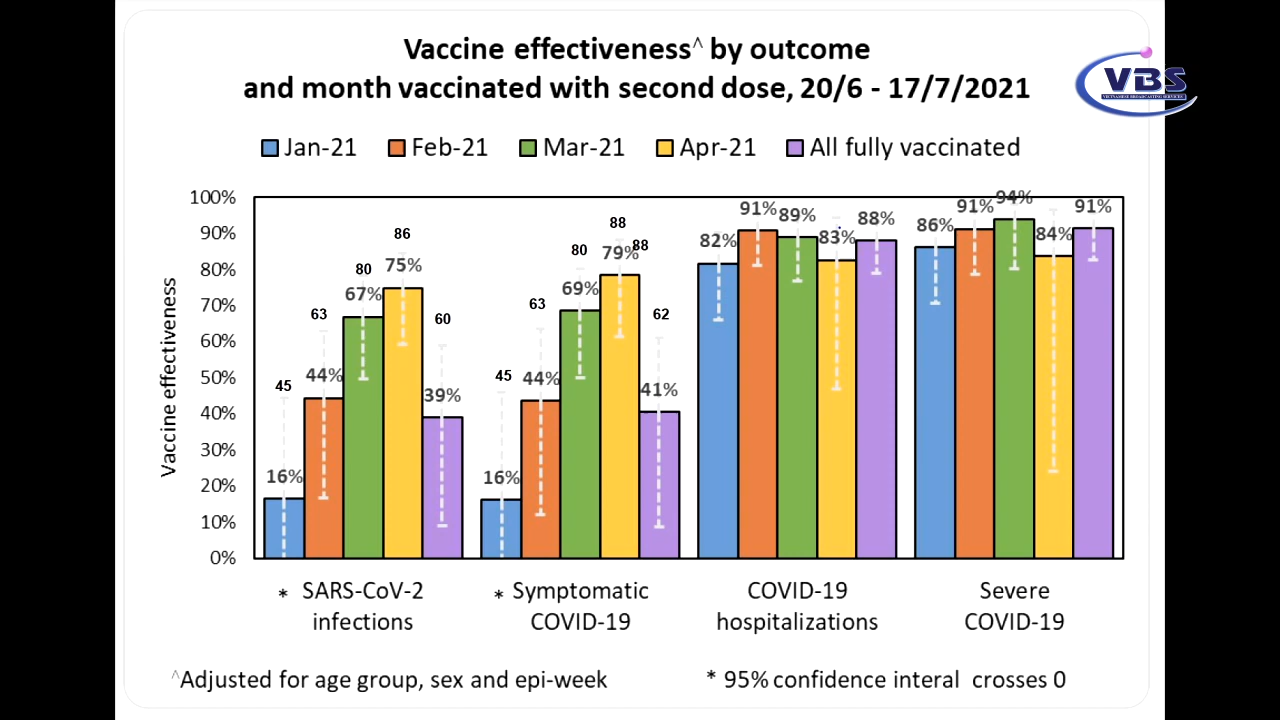 Vaccine effectiveness^ by outcome
and month vaccinated with second dose, 20/6 - 17/7/2021
VBS
VIETNAMESE BROADCASTING SERVICES
Jan-21 Feb-21 Mar-21 Apr-21 All fully vaccinated
Vaccine effectiveness
100%
90%
80%
70%
60%
50%
40%
30%
20%
10%
0%
45 63 80 86 60
16% 44% 67% 75% 39%
45 63 80 88 88 62
16% 44% 69% 79% 41%
82% 91% 89% 83% 88%
86% 91% 94% 84% 91%
* SARS-CoV-2
infections
* Symptomatic
COVID-19
COVID-19
hospitalizations
Severe
COVID-19
^Adjusted for age group, sex and epi-week
* 95% confidence interal crosses 0